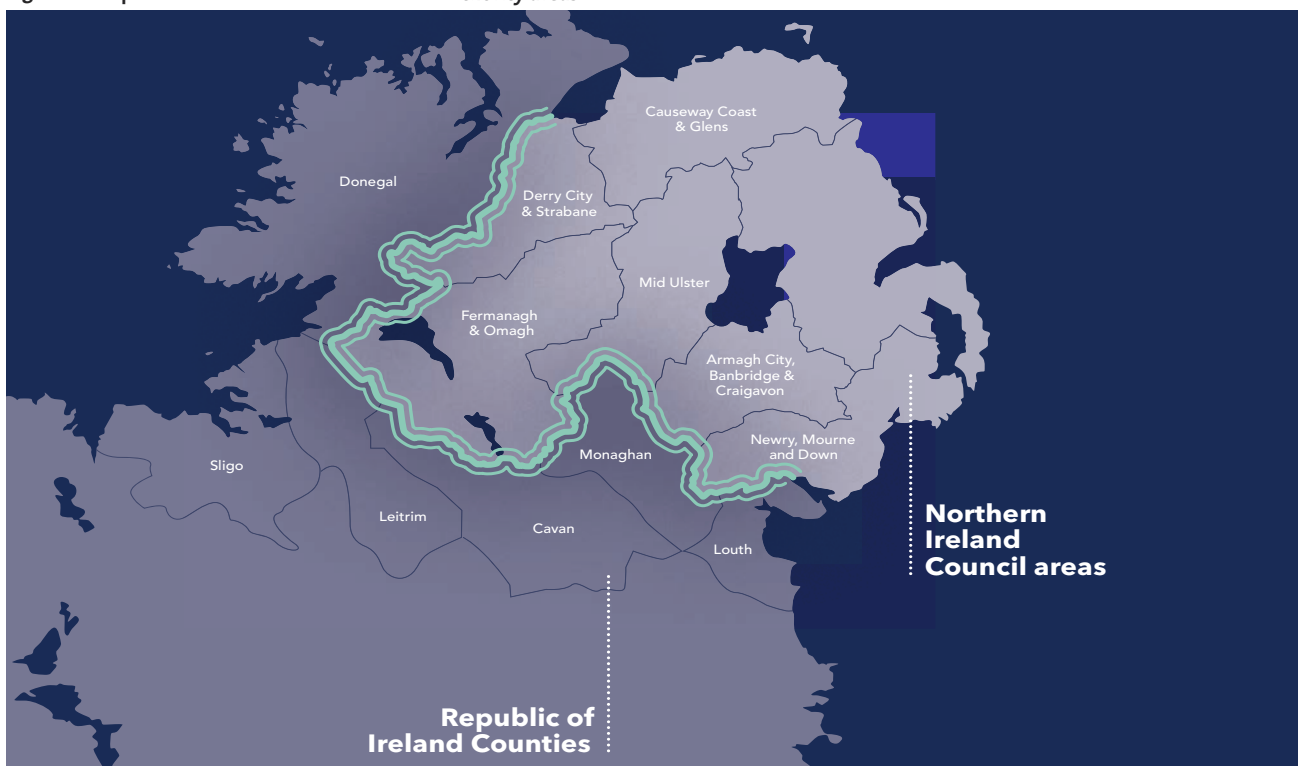 Causeway Coast
& Glens
Donegal
Derry City
& Strabane
Mid Ulster
Fermanagh
& Omagh
Armagh City,
Banbridge &
Craigavon
Newry, Mourne
and Down
Monaghan
Sligo
Leitrim
Cavan
Louth
Northern
Ireland
Council areas
Republic of
Ireland Counties